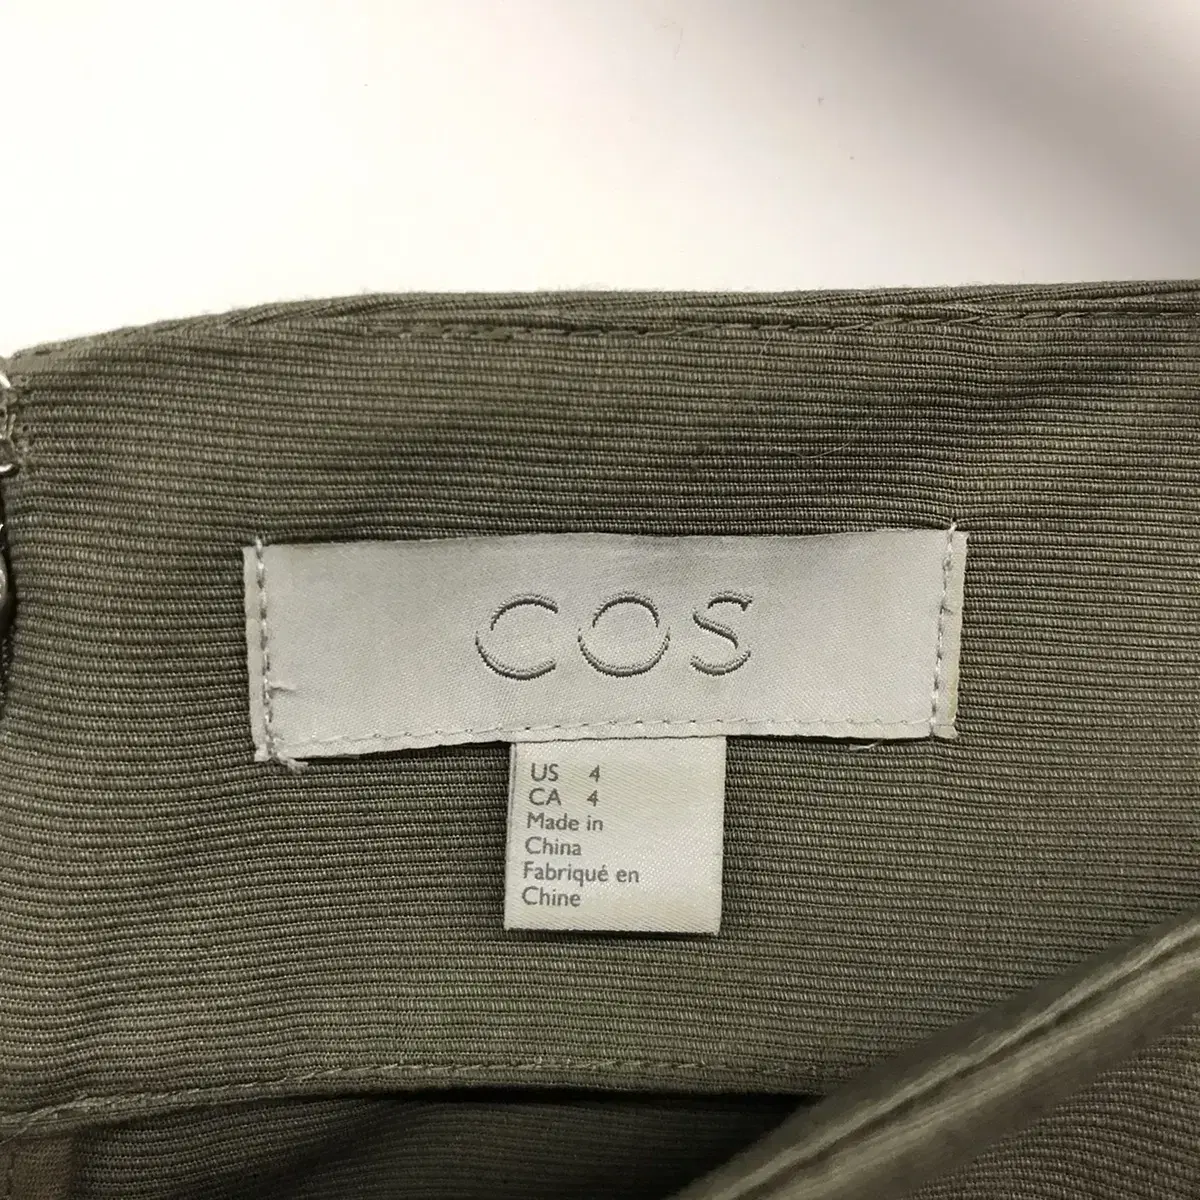 COS
US 4
CA 4
Made in
China
Fabriqué en
Chine